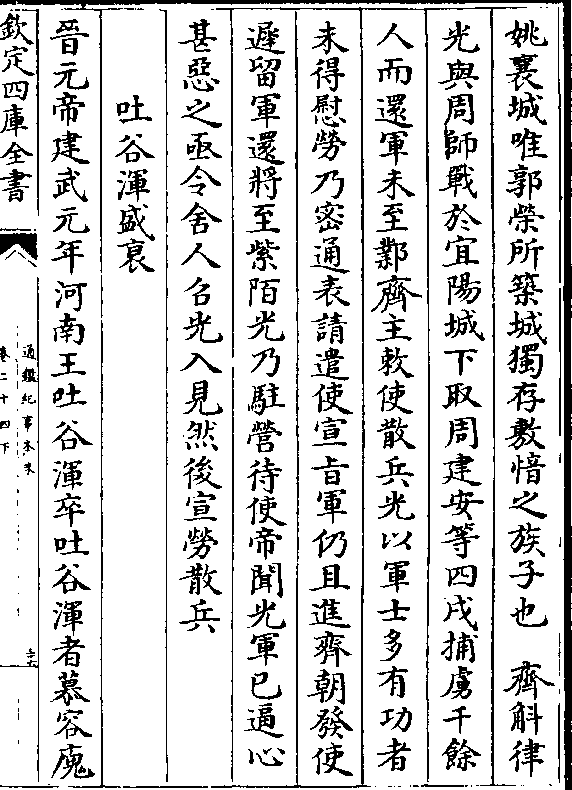 姚襄城唯郭榮所築城獨存敷愔之族子也　齊斛律
光與周師戰於宜陽城下取周建安等四戍捕虜千餘
人而還軍未至鄴齊主敕使散兵光以軍士多有功者
未得慰勞乃密通表請遣使宣旨軍仍且進齊朝發使
遲留軍還將至紫陌光乃駐營待使帝聞光軍已逼心
甚惡之亟令舍人召光入見然後宣勞散兵
吐谷渾盛衰
晉元帝建武元年河南王吐谷渾卒吐谷渾者慕容廆
欽定四庫全書
通鑑紀事本末
卷二十四下